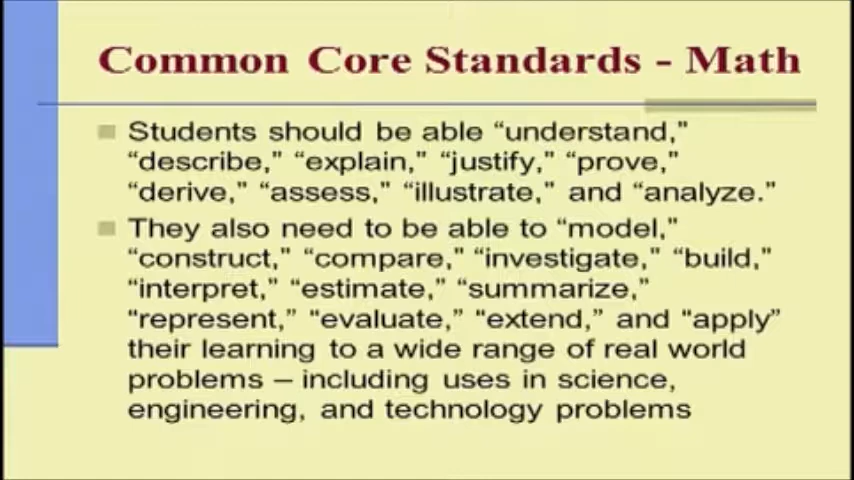 Common Core Standards - Math
Students should be able “understand,”
“describe,” “explain,” “justify,” “prove,”
“derive,” “assess,” “illustrate,” and “analyze.”
They also need to be able to “model,”
“construct,” “compare,” “investigate,” “build,”
“interpret,” “estimate,” “summarize,”
“represent,” “evaluate,” “extend,” and “apply”
their learning to a wide range of real world
problems – including uses in science,
engineering, and technology problems